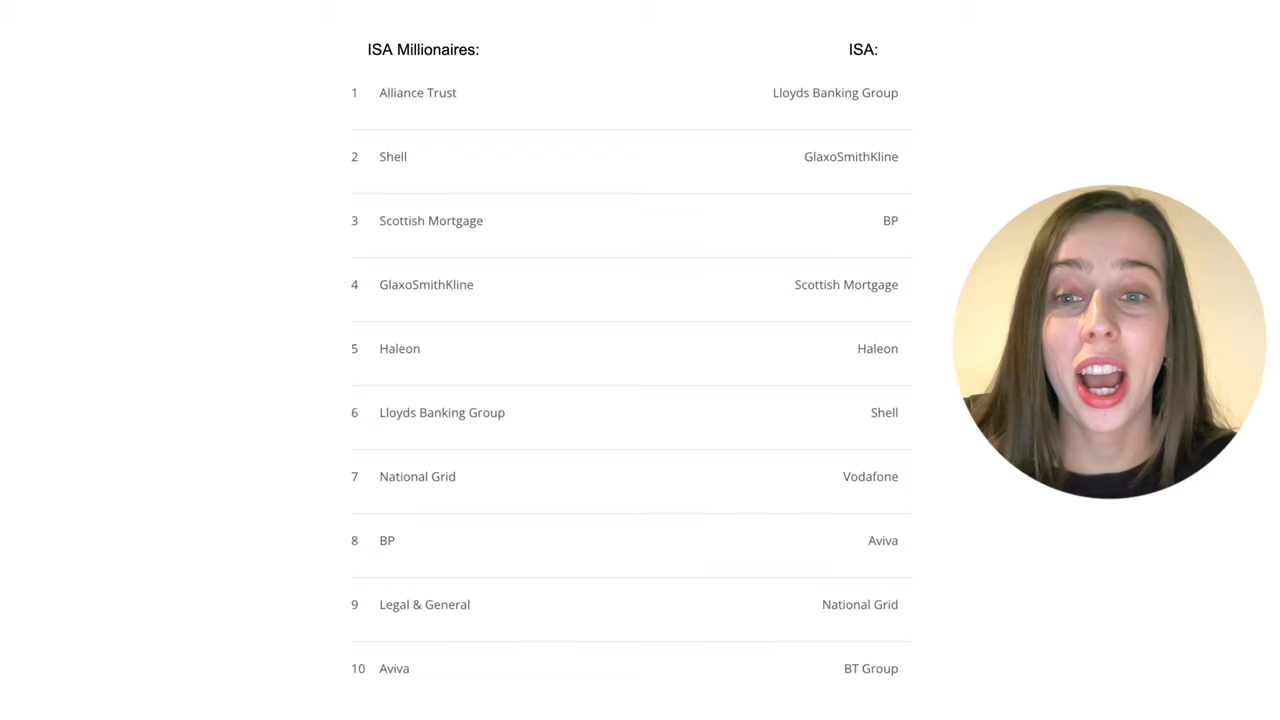 ISA Millionaires: ISA:
1 Alliance Trust Lloyds Banking Group
2 Shell GlaxoSmithKline
3 Scottish Mortgage BP
4 GlaxoSmithKline Scottish Mortgage
5 Haleon Haleon
6 Lloyds Banking Group Shell
7 National Grid Vodafone
8 BP Aviva
9 Legal & General National Grid
10 Aviva BT Group